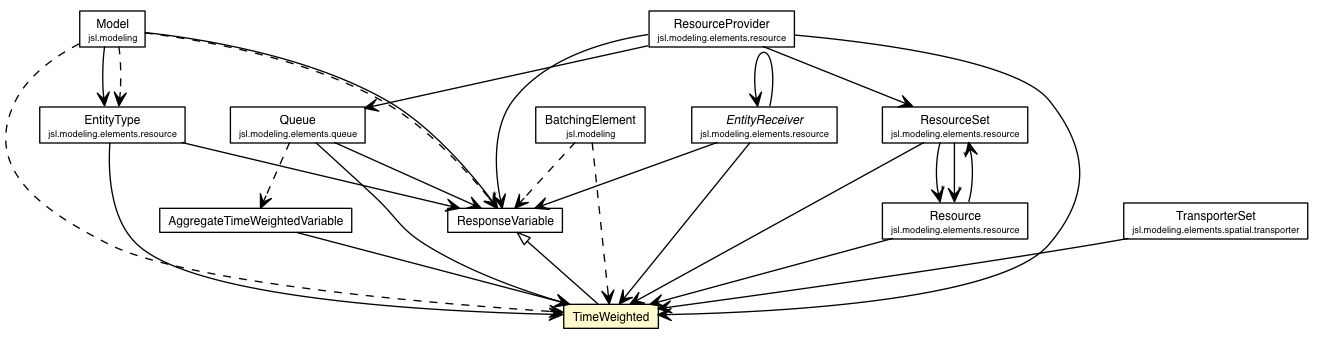 Model
jsl.modeling
ResourceProvider
jsl.modeling.elements.resource
EntityType
jsl.modeling.elements.resource
Queue
jsl.modeling.elements.queue
BatchingElement
jsl.modeling
EntityReceiver
jsl.modeling.elements.resource
ResourceSet
jsl.modeling.elements.resource
AggregateTimeWeightedVariable
ResponseVariable
Resource
jsl.modeling.elements.resource
TransporterSet
jsl.modeling.elements.spatial.transporter
TimeWeighted